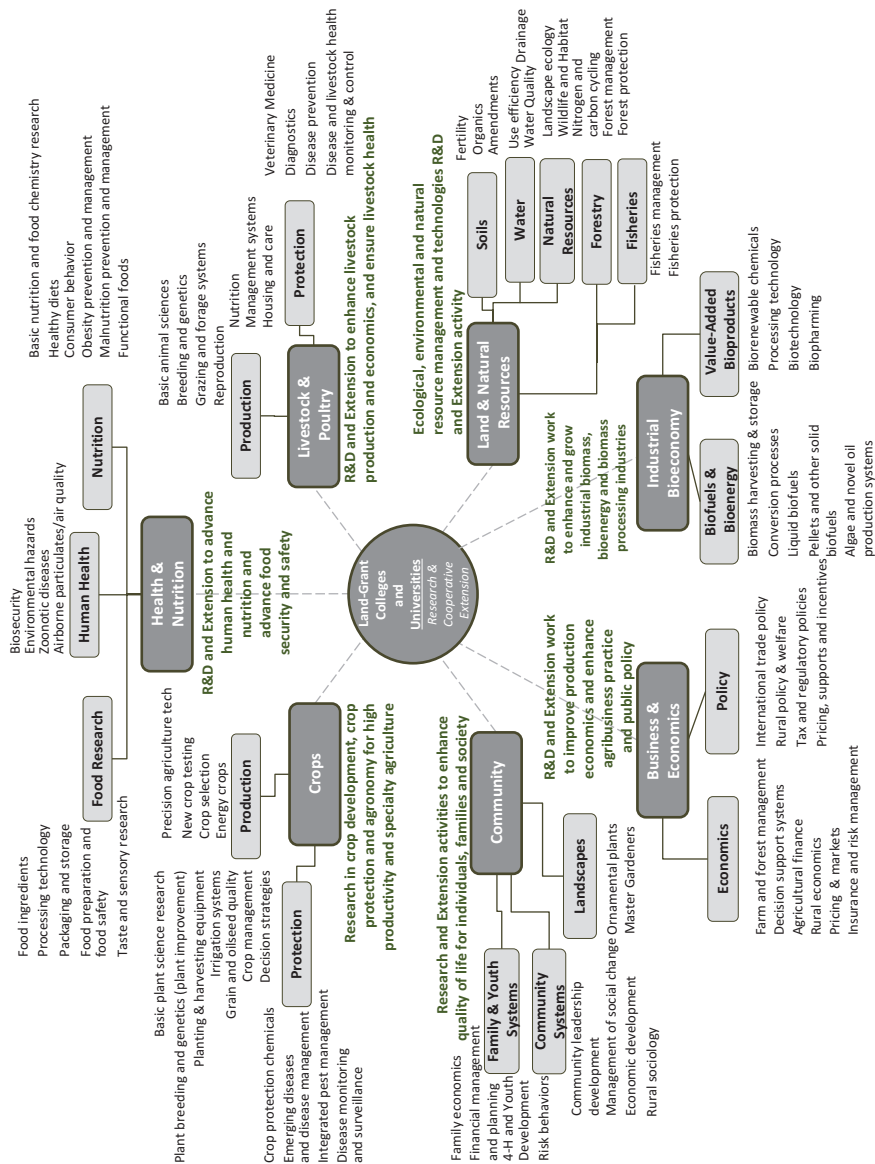 Food ingredients
Processing technology
Packaging and storage
Food preparation and
food safety
Taste and sensory research
Food Research
Biosecurity
Environmental hazards
Zoonotic diseases
Airborne particulates/air quality
Human Health
Basic nutrition and food chemistry research
Healthy diets
Consumer behavior
Obesity prevention and management
Malnutrition prevention and management
Functional foods
Nutrition
Health &
Nutrition
R&D and Extension to advance
human health and
nutrition and
advance food
security and safety
Basic plant science research
Plant breeding and genetics (plant improvement)
Planting & harvesting equipment
Irrigation systems
Grain and oilseed quality
Crop management
Decision strategies
Precision agriculture tech
New crop testing
Crop selection
Energy crops
Production
Crop protection chemicals
Emerging diseases
and disease management
Integrated pest management
Disease monitoring
and surveillance
Protection
Crops
Research in crop development, crop
protection and agronomy for high
productivity and specialty agriculture
Basic animal sciences
Breeding and genetics
Grazing and forage systems
Reproduction
Nutrition
Management systems
Housing and care
Production
Veterinary Medicine
Diagnostics
Disease prevention
Disease and livestock health
monitoring & control
Protection
Livestock &
Poultry
R&D and Extension to enhance livestock
production and economics, and ensure livestock health
Land-Grant
Colleges
and
Universities
Research &
Cooperative
Extension
Research and Extension activities to enhance
quality of life for individuals, families and society
Community
Family economics
Financial management
and planning
4-H and Youth
Development
Risk behaviors
Family & Youth
Systems
Community
Systems
Community leadership
development
Management of social change
Economic development
Rural sociology
Landscapes
Ornamental plants
Master Gardeners
R&D and Extension work
to improve production
economics and enhance
agribusiness practice
and public policy
Business &
Economics
Economics
Farm and forest management
Decision support systems
Agricultural finance
Rural economics
Pricing & markets
Insurance and risk management
Policy
International trade policy
Rural policy & welfare
Tax and regulatory policies
Pricing, supports and incentives
R&D and Extension work
to enhance and grow
industrial biomass,
bioenergy and biomass
processing industries
Industrial
Bioeconomy
Biofuels &
Bioenergy
Biomass harvesting & storage
Conversion processes
Liquid biofuels
Pellets and other solid
biofuels
Algae and novel oil
production systems
Value-Added
Bioproducts
Biorenewable chemicals
Processing technology
Biotechnology
Biopharming
Ecological, environmental and natural
resource management and technologies R&D
and Extension activity
Land & Natural
Resources
Soils
Fertility
Organics
Amendments
Water
Use efficiency
Drainage
Water Quality
Natural
Resources
Landscape ecology
Wildlife and Habitat
Nitrogen and
carbon cycling
Forestry
Forest management
Forest protection
Fisheries
Fisheries management
Fisheries protection